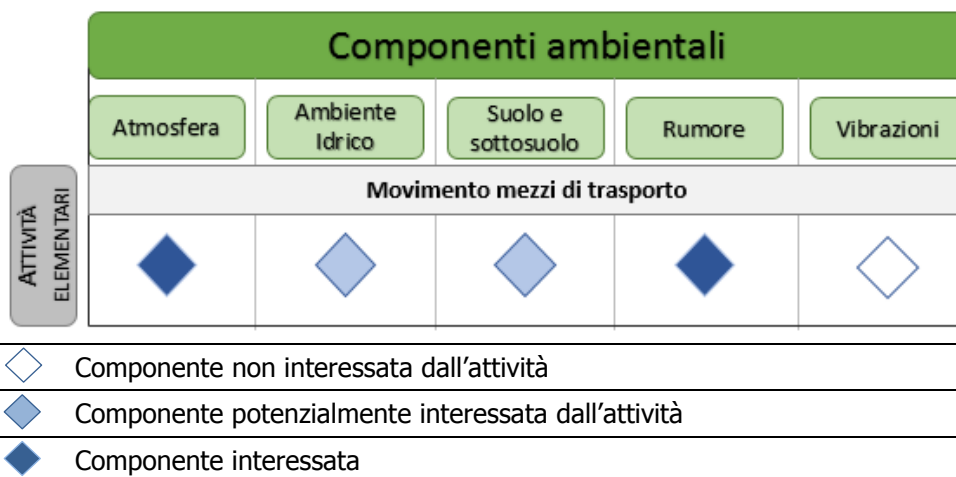 Componenti ambientali
Atmosfera
Ambiente
Idrico
Suolo e
sottosuolo
Rumore
Vibrazioni
Movimento mezzi di trasporto
ATTIVITÀ
ELEMENTARI
Componente non interessata dall’attività
Componente potenzialmente interessata dall’attività
Componente interessata